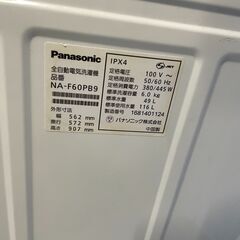 Panasonic
全自動電気洗濯機
品番
NA-F60PB9
外形寸法
幅 562 mm
奥行 572 mm
高さ 907 mm
IPX4
定格電圧 100 V～
定格周波数 50/60 Hz
定格消費電力 380/445 W
標準洗濯容量 6.0 kg
標準水量 49 L
標準使用水量 116 L
製造番号 1681401124
パナソニック株式会社
中国製